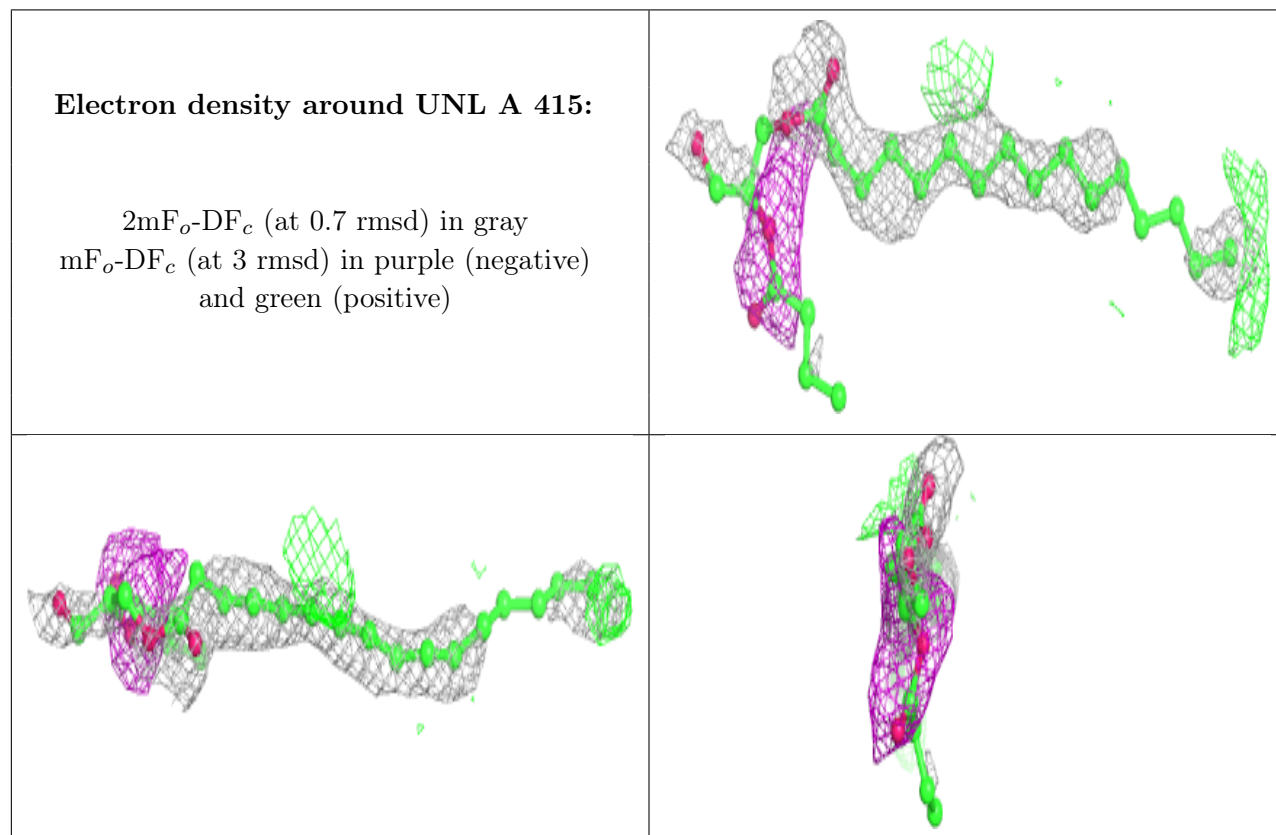 Electron density around UNL A 415:
2mFo-DFc (at 0.7 rmsd) in gray
mFo-DFc (at 3 rmsd) in purple (negative)
and green (positive)